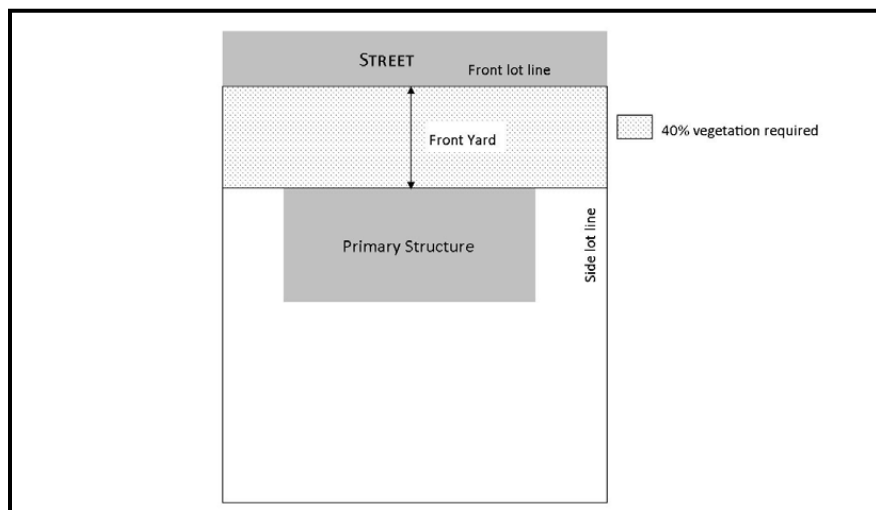 STREET
Front lot line
Front Yard
40% vegetation required
Primary Structure
Side lot line